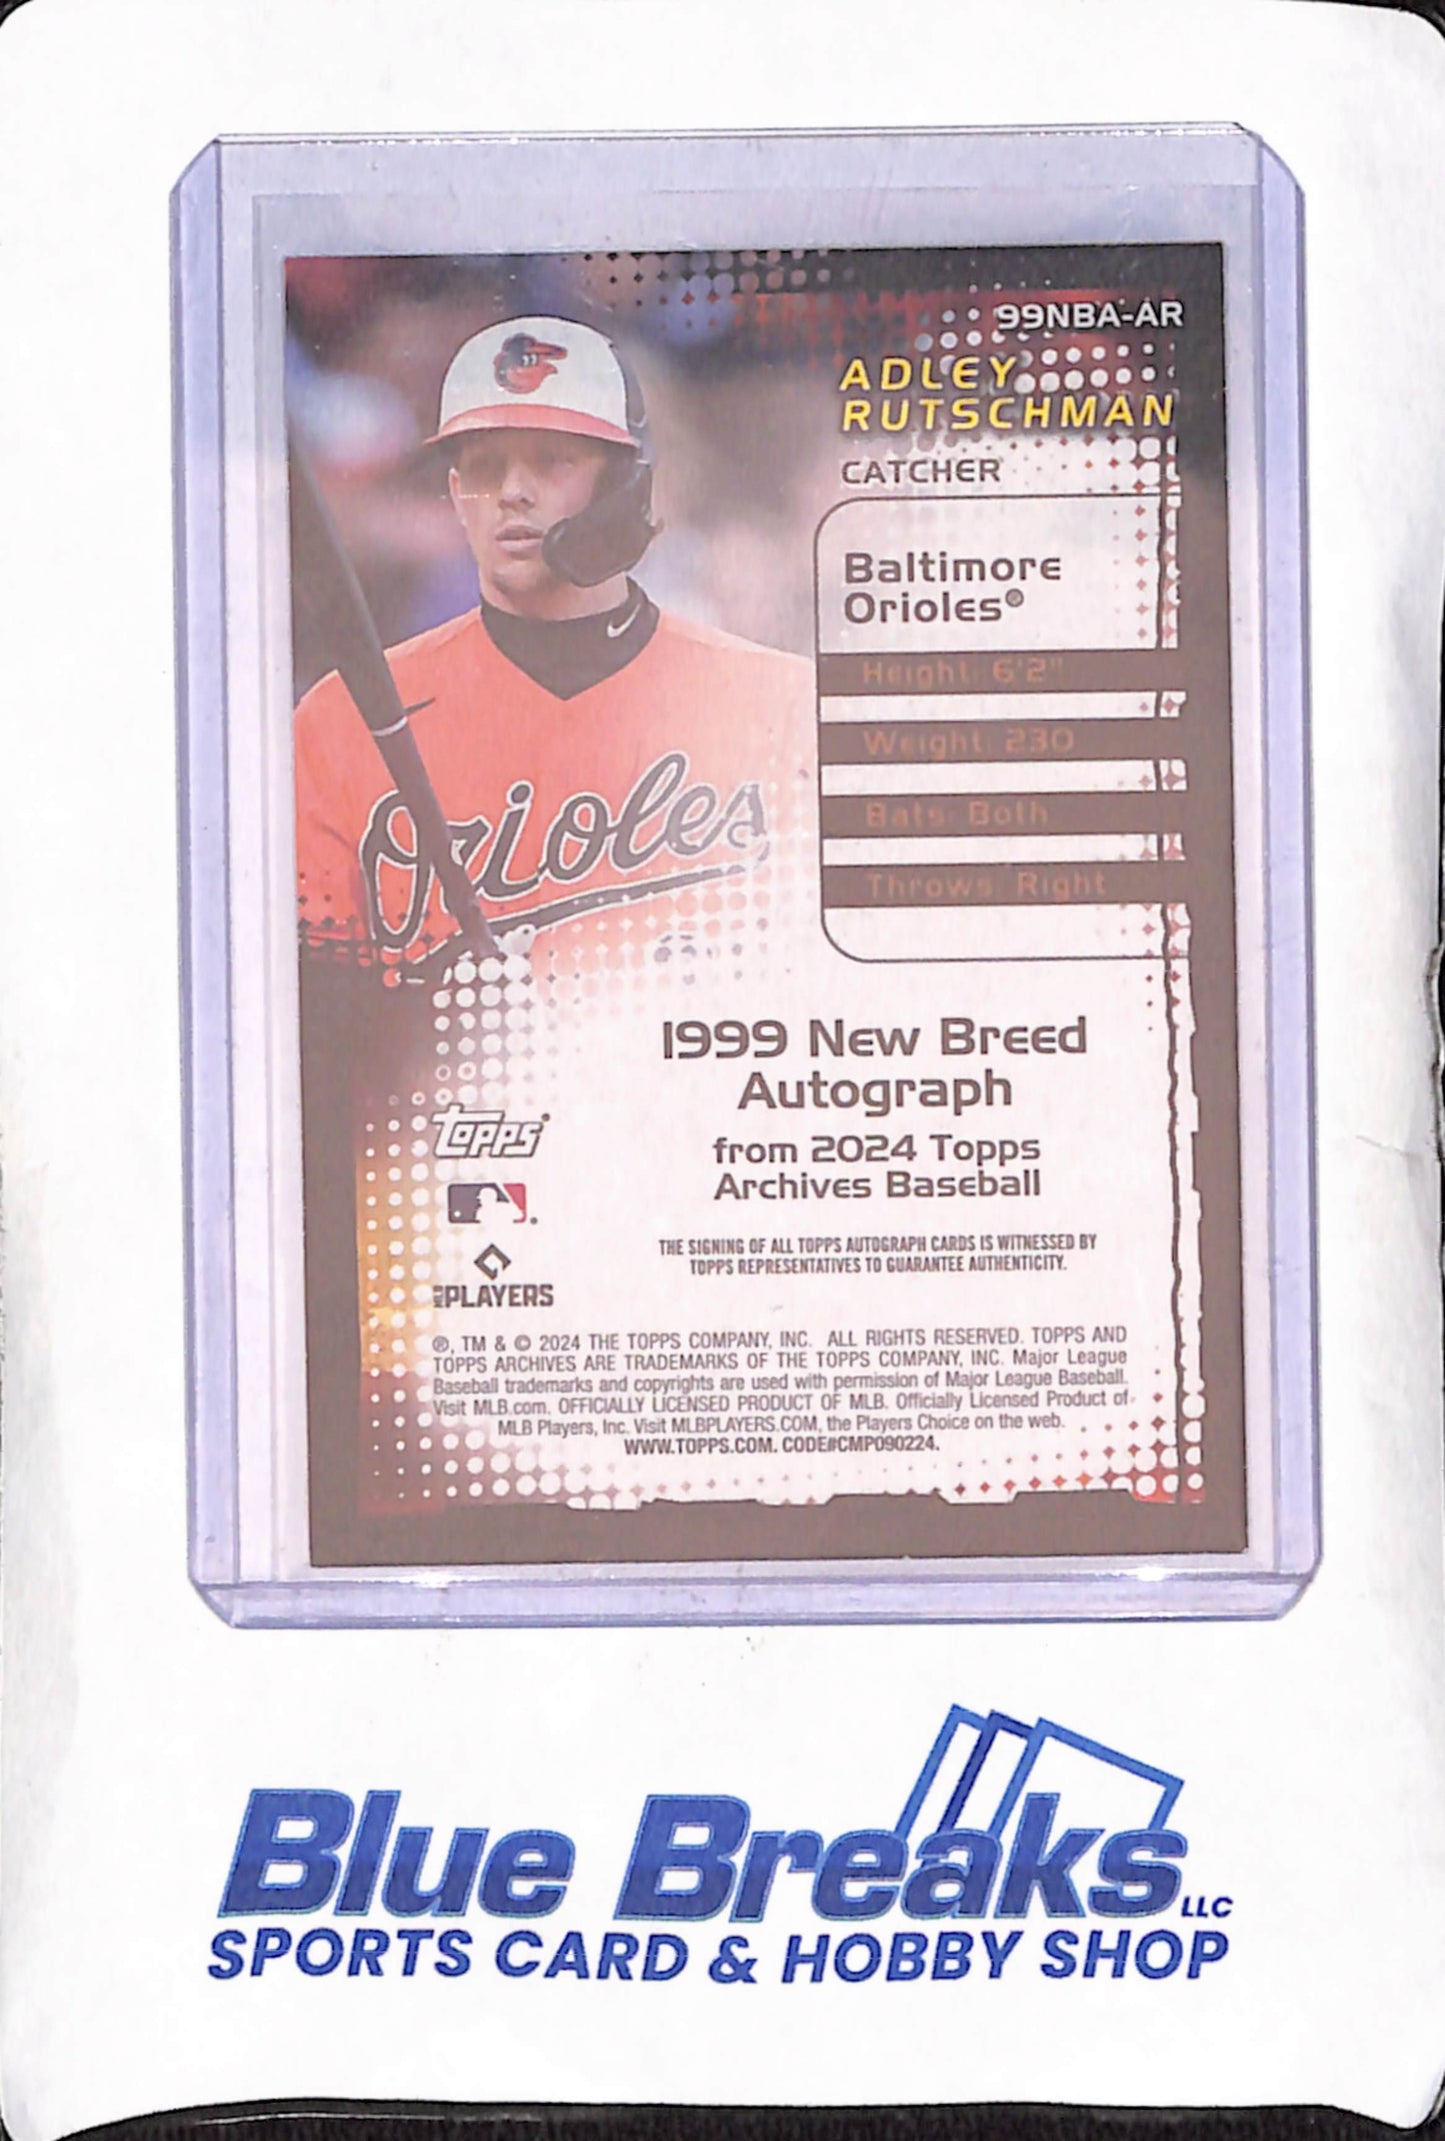 99NBA-AR
ADLEY
RUTSCHMAN
CATCHER
Baltimore
Orioles®
Height: 6'2"
Weight: 230
Bats: Both
Throws: Right
Orioles
1999 New Breed
Autograph
from 2024 Topps
Archives Baseball
topps
THE SIGNING OF ALL TOPPS AUTOGRAPH CARDS IS WITNESSED BY
TOPPS REPRESENTATIVES TO GUARANTEE AUTHENTICITY.
PLAYERS
®, TM & © 2024 THE TOPPS COMPANY, INC. ALL RIGHTS RESERVED. TOPPS AND
TOPPS ARCHIVES ARE TRADEMARKS OF THE TOPPS COMPANY, INC. Major League
Baseball trademarks and copyrights are used with permission of Major League Baseball.
Visit MLB.com. OFFICIALLY LICENSED PRODUCT OF MLB. Officially Licensed Product of
MLB Players, Inc. Visit MLBPLAYERS.COM, the Players Choice on the web.
WWW.TOPPS.COM. CODE#CMP090224.
Blue Breaks LLC
SPORTS CARD & HOBBY SHOP